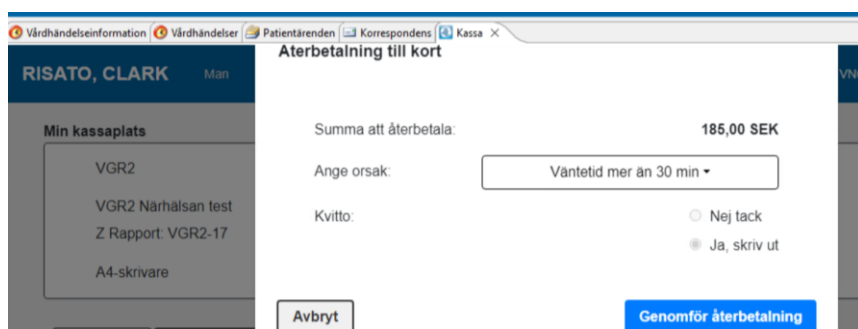 Vårdhändelseinformation Vårdhändelser Patientärenden Korrespondens Kassa
Återbetalning till kort
RISATO, CLARK Man
Min kassaplats
Summa att återbetala: 185,00 SEK
VGR2
Ange orsak: Väntetid mer än 30 min
VGR2 Närhälsan test
Kvitto: Nej tack
Z Rapport: VGR2-17
Ja, skriv ut
A4-skrivare
Avbryt Genomför återbetalning